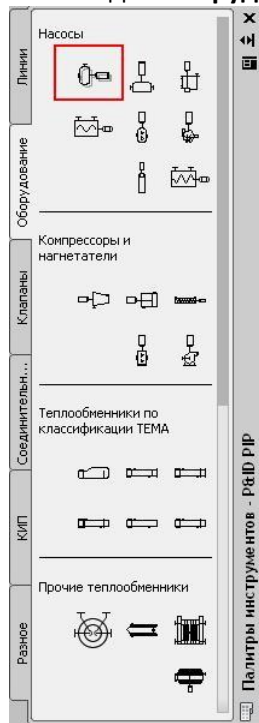 Линии
Оборудование
Клапаны
Соединительн...
КИП
Разное
Насосы
Компрессоры и
нагнетатели
Теплообменники по
классификации TEMA
Прочие теплообменники
Палитры инструментов - P&ID PIP